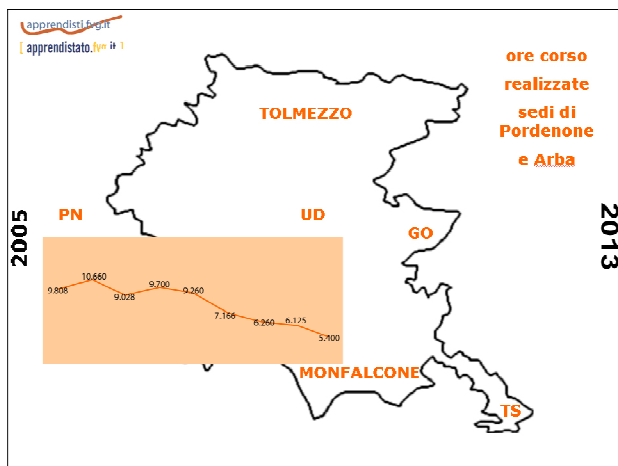 apprendisti.fvg.it
[ apprendistato.fvg it ]
ore corso
realizzate
sedi di
Pordenone
e Arba
TOLMEZZO
2005
PN
UD
GO
2013
9.808
10.660
9.028
9.700
9.260
7.166
6.260
6.125
5.400
MONFALCONE
TS